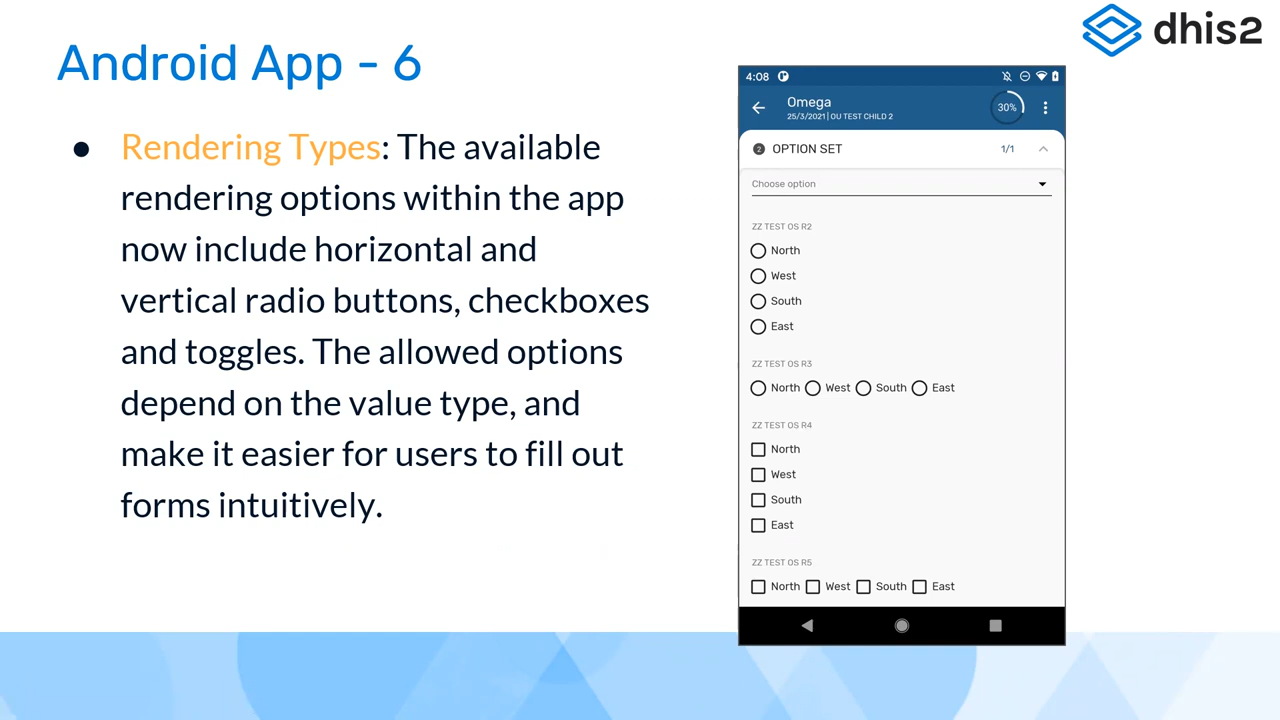 Android App - 6
dhis2
● Rendering Types: The available
rendering options within the app
now include horizontal and
vertical radio buttons, checkboxes
and toggles. The allowed options
depend on the value type, and
make it easier for users to fill out
forms intuitively.
4:08
Omega
25/3/2021 | OU TEST CHILD 2
30%
2 OPTION SET 1/1
Choose option
ZZ TEST OS R2
North
West
South
East
ZZ TEST OS R3
North West South East
ZZ TEST OS R4
North
West
South
East
ZZ TEST OS R5
North West South East